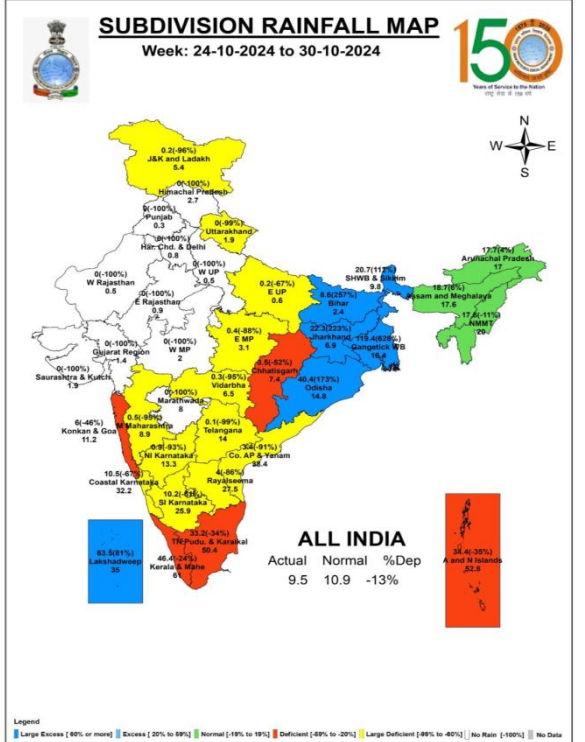 SUBDIVISION RAINFALL MAP
Week: 24-10-2024 to 30-10-2024
150
Years of Service to the Nation
राष्ट्र सेवा के 150 वर्ष
N
W E
S
0.2(-96%)
J&K and Ladakh
5.4
0(-100%)
Himachal Pradesh
2.7
0(-100%)
Punjab
0.3
0(-99%)
Uttarakhand
1.9
0(-100%)
Har. Chd. & Delhi
0.8
0(-100%)
W UP
0.5
0(-100%)
W Rajasthan
0.5
0(-100%)
E Rajasthan
0.9
0.2(-67%)
E UP
0.6
20.7(112%)
SHWB & Sikkim
9.8
17.7(4%)
Arunachal Pradesh
17
18.7(6%)
Assam and Meghalaya
17.6
17.8(-11%)
NMMT
20
8.6(257%)
Bihar
2.4
22.3(223%)
Jharkhand
6.9
119.4(628%)
Gangetick WB
16.4
0.4(-88%)
E MP
3.1
0(-100%)
W MP
2
0(-100%)
Gujarat Region
1.4
0(-100%)
Saurashtra & Kutch
1.9
(-52%)
Chhatisgarh
7.4
40.4(173%)
Odisha
14.8
0.3(-95%)
Vidarbha
6.5
0(-100%)
Marathwada
8
0.5(-95%)
M Maharashtra
8.9
6(-46%)
Konkan & Goa
11.2
0.1(-99%)
Telangana
14
0.9(-93%)
NI Karnataka
13.3
3.4(-91%)
Co. AP & Yanam
38.4
10.5(-67%)
Coastal Karnataka
32.2
4(-86%)
Rayalseema
27.5
10.2(-61%)
SI Karnataka
25.9
33.2(-34%)
TN Pudu. & Karaikal
50.4
46.4(-24%)
Kerala & Mahe
61
63.5(81%)
Lakshadweep
35
34.4(-35%)
A and N Islands
52.8
ALL INDIA
Actual Normal %Dep
9.5 10.9 -13%
Legend
Large Excess [ 60% or more] Excess [ 20% to 59%] Normal [-19% to 19%] Deficient [-59% to -20%] Large Deficient [-99% to -60%] No Rain [-100%] No Data